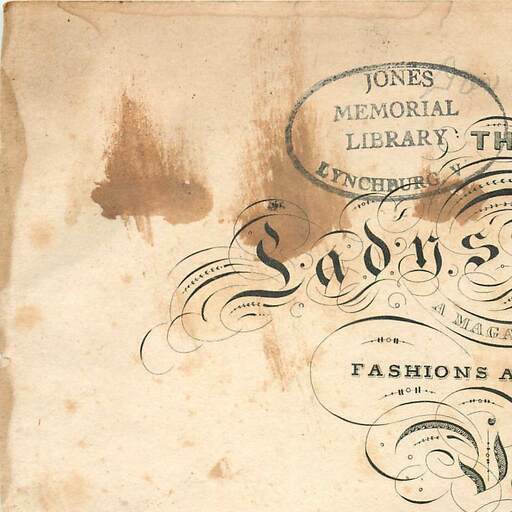 JONES
MEMORIAL
LIBRARY
LYNCHBURG V
TH
Lady's
A MAGA
FASHIONS A